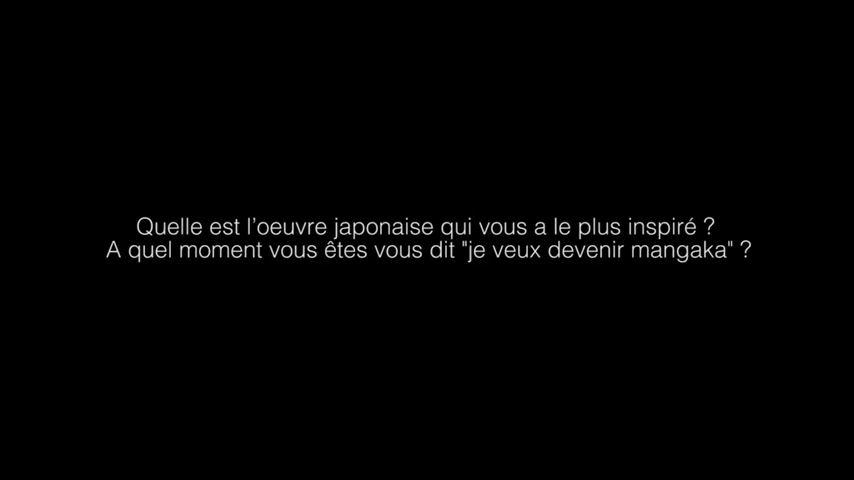 Quelle est l'oeuvre japonaise qui vous a le plus inspiré ?
A quel moment vous êtes vous dit "je veux devenir mangaka" ?